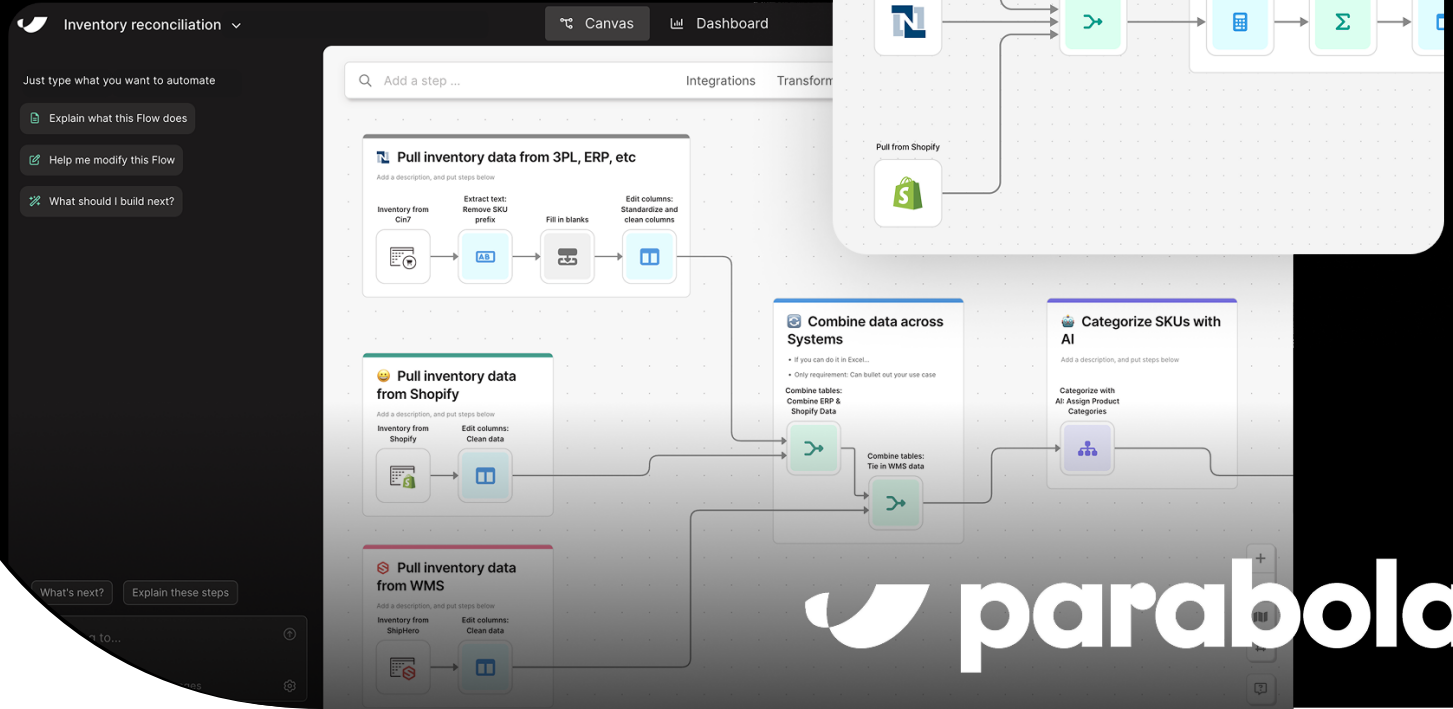 Inventory reconciliation
Canvas
Dashboard
Just type what you want to automate
Explain what this Flow does
Help me modify this Flow
What should I build next?
Add a step ...
Integrations
Pull from Shopify
Pull inventory data from 3PL, ERP, etc
Add a description, and put steps below
Inventory from
Cin7
Extract text:
Remove SKU
prefix
Fill in blanks
Edit columns:
Standardize and
clean columns
AB
Pull inventory data
from Shopify
Add a description, and put steps below
Inventory from
Shopify
Edit columns:
Clean data
Combine data across
Systems
• If you can do it in Excel...
• Only requirement: Can bullet out your use case
Combine tables:
Combine ERP &
Shopify Data
Combine tables:
Tie in WMS data
Categorize SKUs with
AI
Add a description, and put steps below
Categorize with
AI: Assign Product
Categories
Pull inventory data
from WMS
Add a description, and put steps below
Inventory from
ShipHero
Edit columns:
Clean data
What's next?
Explain these steps
to...
parabola